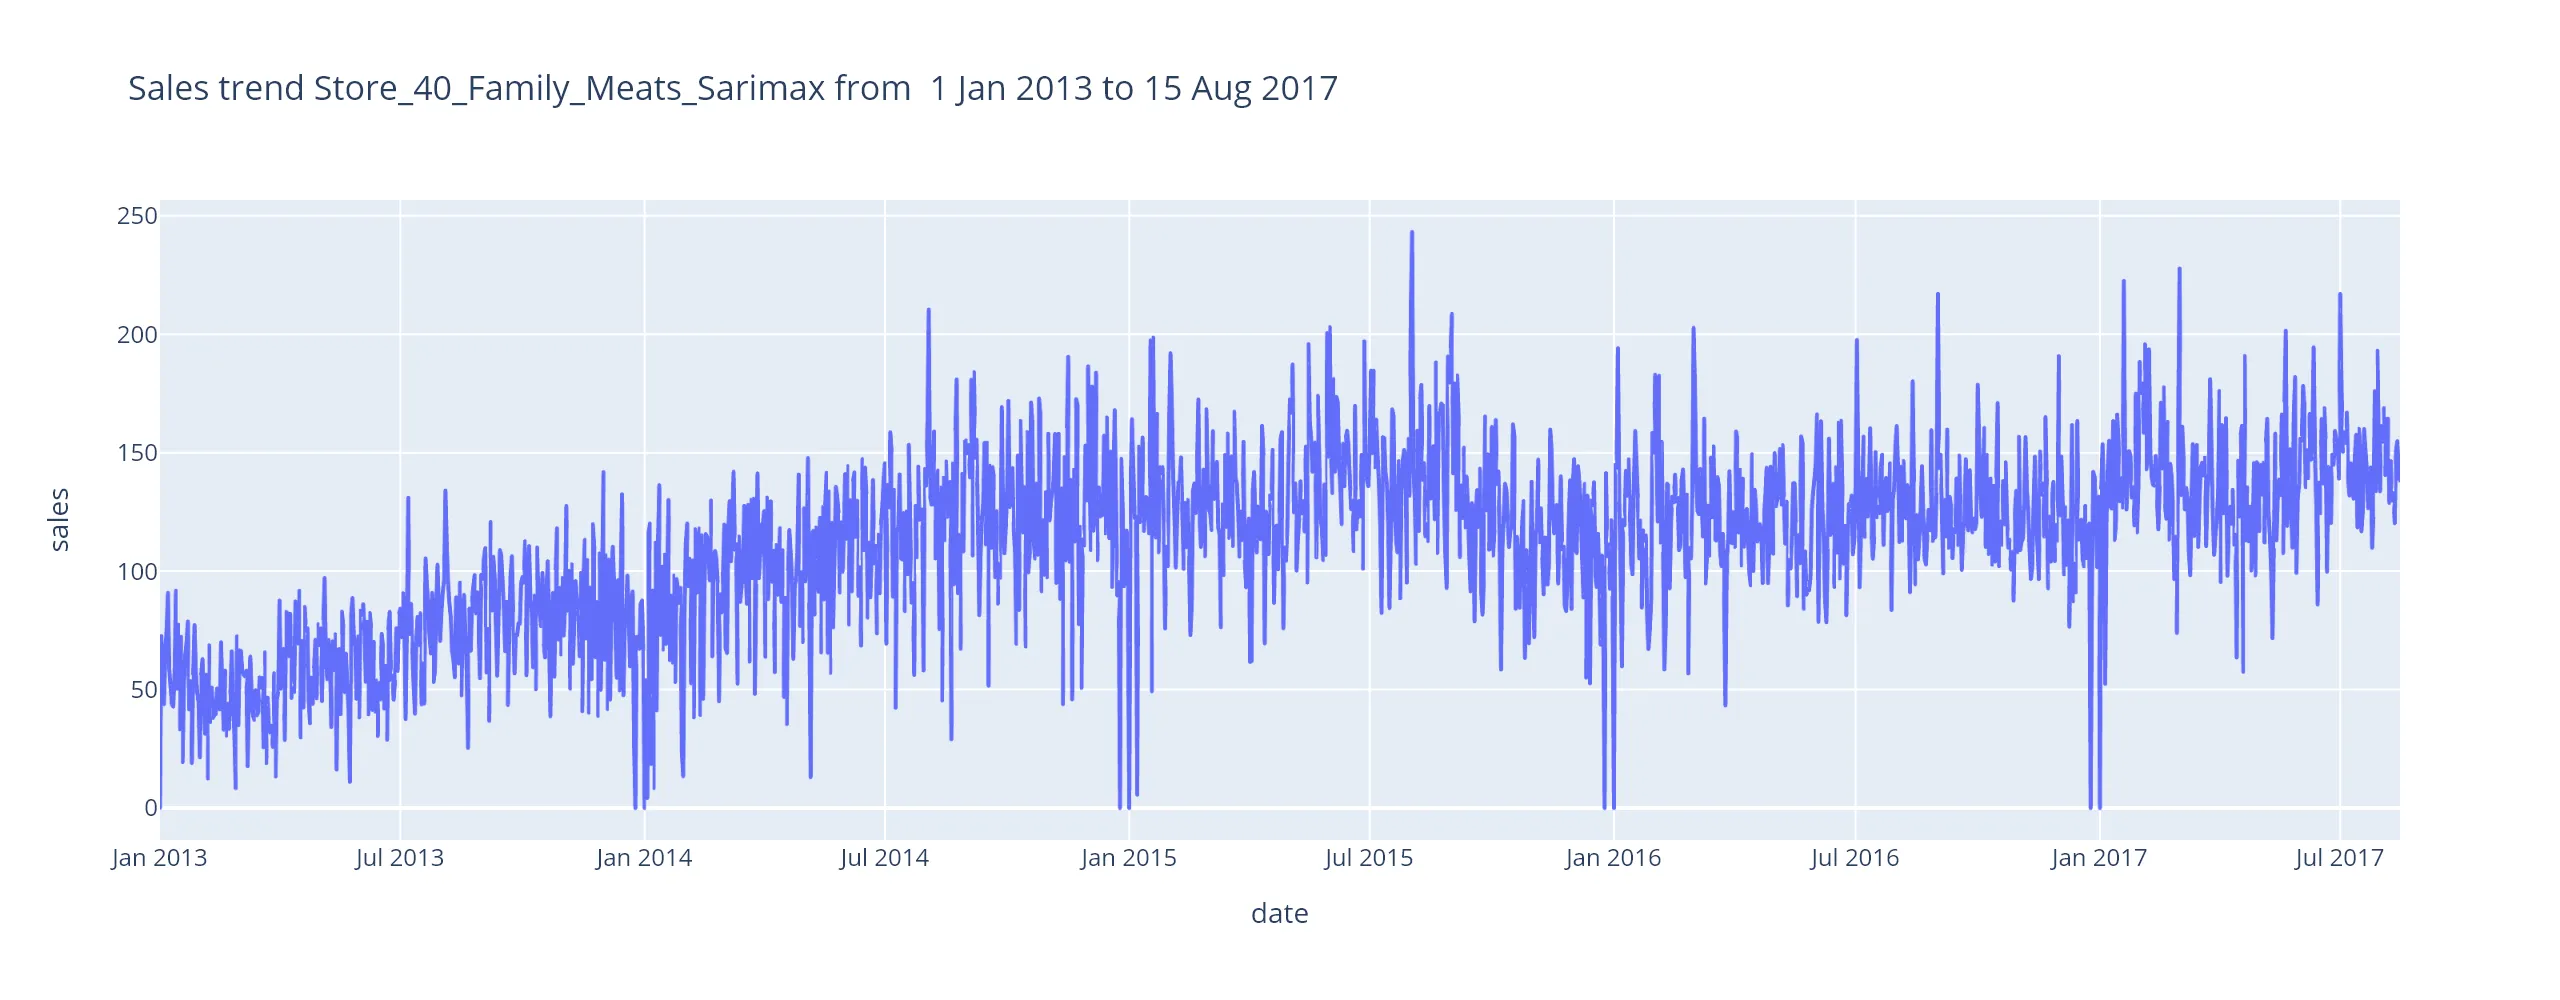 Sales trend Store_40_Family_Meats_Sarimax from  1 Jan 2013 to 15 Aug 2017
250
200
150
100
50
0
sales
Jan 2013 Jul 2013 Jan 2014 Jul 2014 Jan 2015 Jul 2015 Jan 2016 Jul 2016 Jan 2017 Jul 2017
date